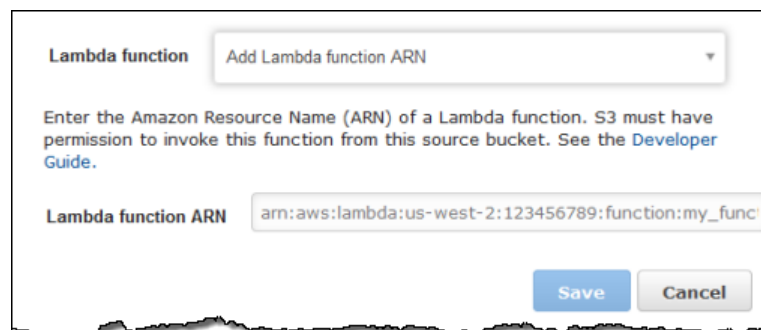 Lambda function Add Lambda function ARN
Enter the Amazon Resource Name (ARN) of a Lambda function. S3 must have
permission to invoke this function from this source bucket. See the Developer
Guide.
Lambda function ARN arn:aws:lambda:us-west-2:123456789:function:my_func
Save Cancel